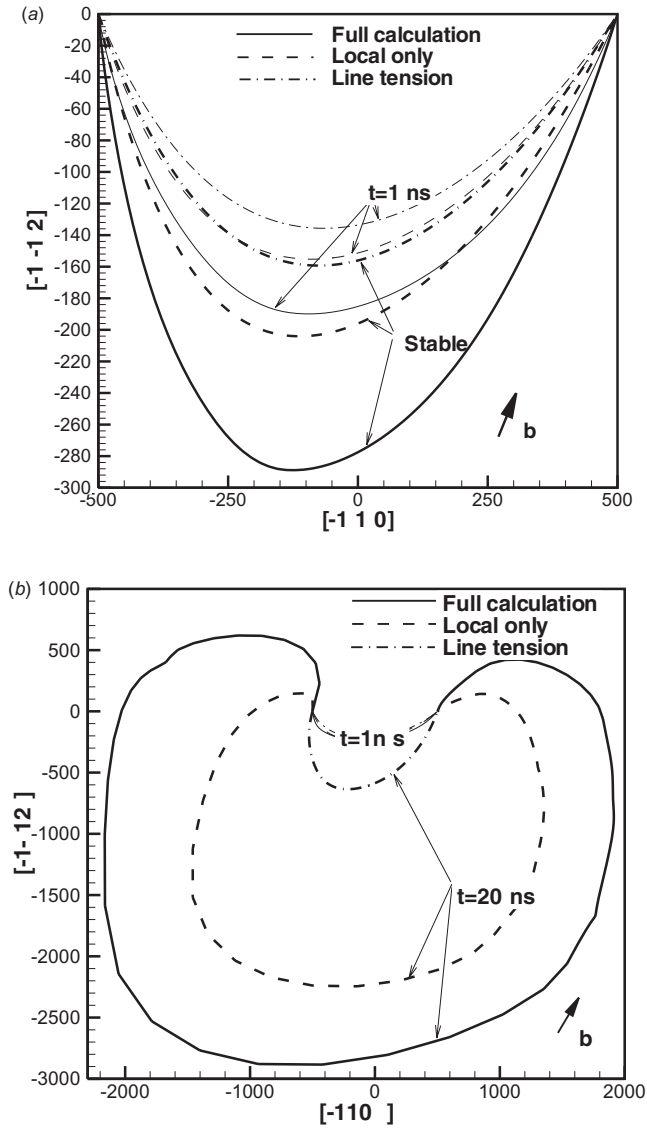 (a)
0
-20
-40
-60
-80
-100
-120
-140
-160
-180
-200
-220
-240
-260
-280
-300
[-1 -1 2]
Full calculation
Local only
Line tension
t=1 ns
Stable
b
-500 -250 0 250 500
[-1 1 0]
(b)
1000
500
0
-500
-1000
-1500
-2000
-2500
-3000
[-1- 12 ]
Full calculation
Local only
Line tension
t=1n s
t=20 ns
b
-2000 -1000 0 1000 2000
[-110 ]